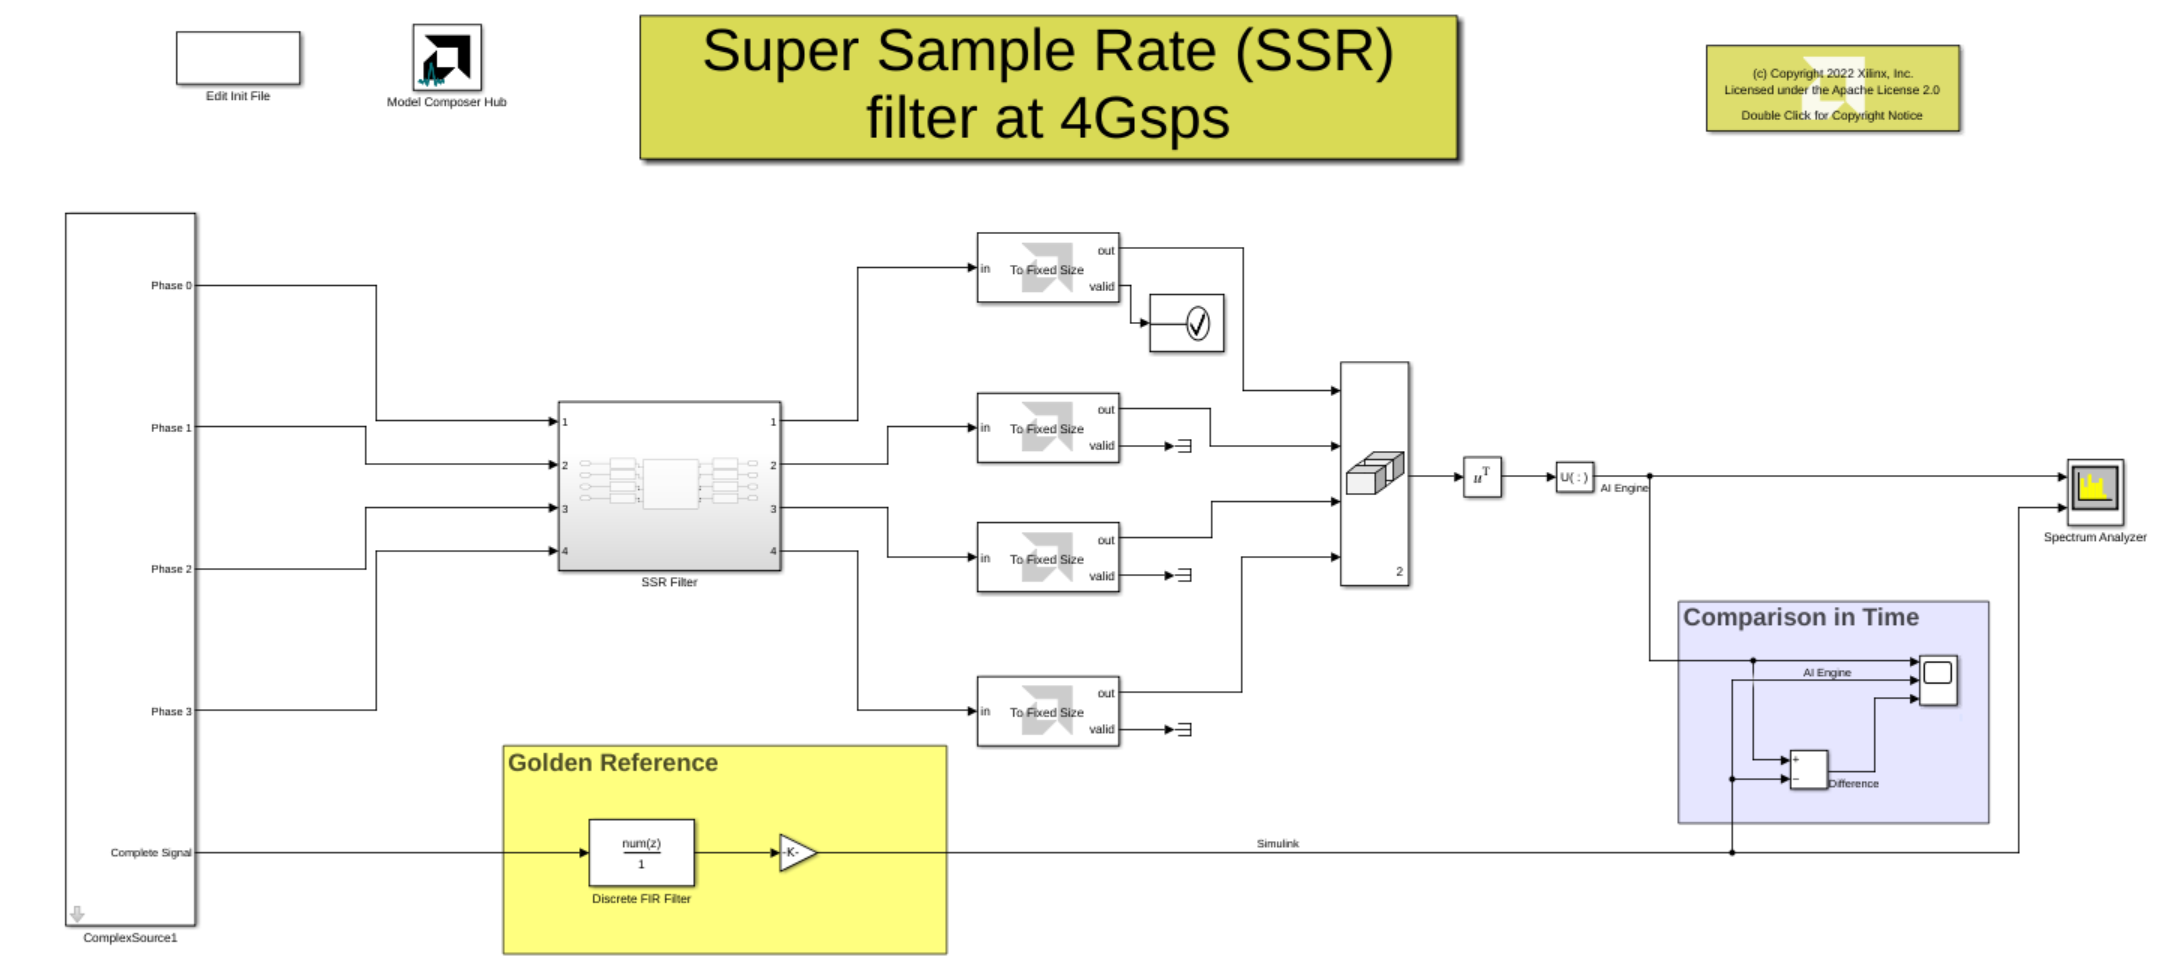 Super Sample Rate (SSR)
filter at 4Gsps
Edit Init File
Model Composer Hub
(c) Copyright 2022 Xilinx, Inc.
Licensed under the Apache License 2.0
Double Click for Copyright Notice
Phase 0
Phase 1
Phase 2
Phase 3
Complete Signal
ComplexSource1
1
2
3
4
1
2
3
4
SSR Filter
in
To Fixed Size
out
valid
in
To Fixed Size
out
valid
in
To Fixed Size
out
valid
in
To Fixed Size
out
valid
2
uT
U( : )
AI Engine
Spectrum Analyzer
Comparison in Time
AI Engine
+
−
Difference
Golden Reference
num(z)
1
Discrete FIR Filter
-K-
Simulink